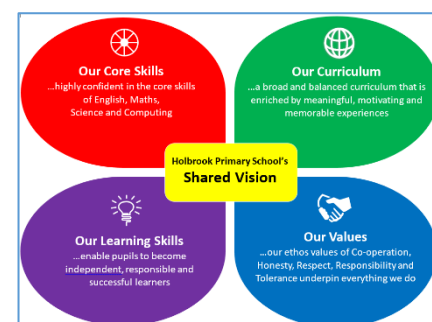 Our Core Skills
...highly confident in the core skills
of English, Maths,
Science and Computing
Our Curriculum
...a broad and balanced curriculum that is
enriched by meaningful, motivating and
memorable experiences
Holbrook Primary School's
Shared Vision
Our Learning Skills
...enable pupils to become
independent, responsible and
successful learners
Our Values
...our ethos values of Co-operation,
Honesty, Respect, Responsibility and
Tolerance underpin everything we do